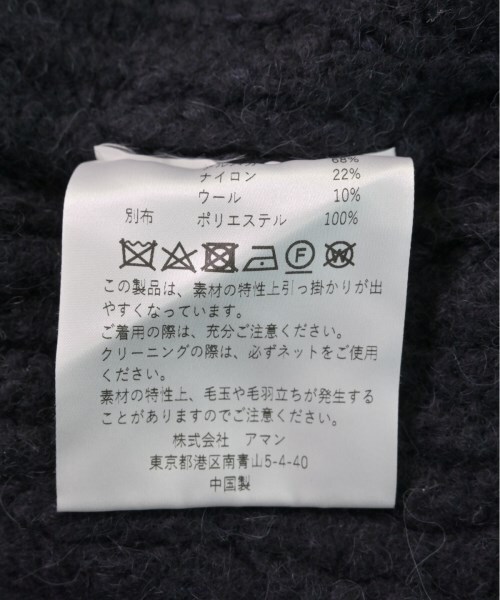 68%
ナイロン 22%
ウール 10%
別布 ポリエステル 100%
F W
この製品は、素材の特性上引っ掛かりが出
やすくなっています。
ご着用の際は、充分ご注意ください。
クリーニングの際は、必ずネットをご使用
ください。
素材の特性上、毛玉や毛羽立ちが発生する
ことがありますのでご注意ください。
株式会社 アマン
東京都港区南青山5-4-40
中国製